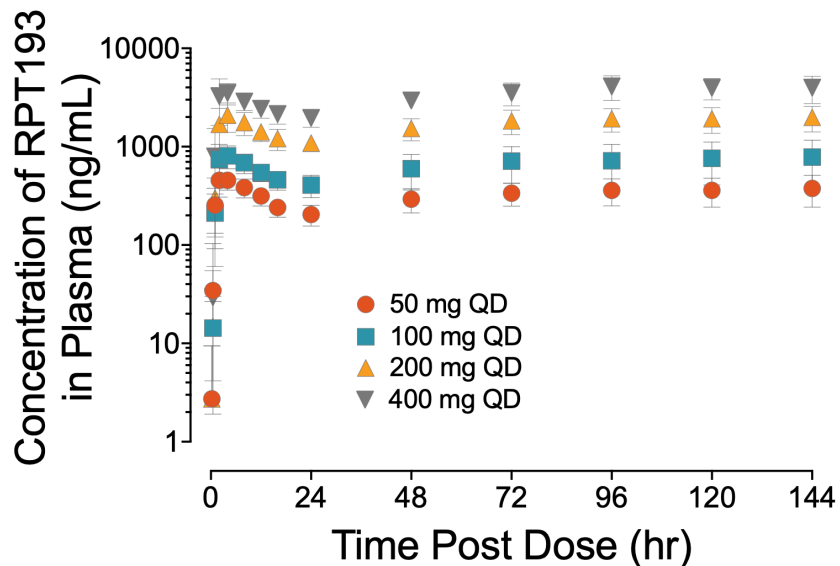 Concentration of RPT193
in Plasma (ng/mL)
10000
1000
100
10
1
50 mg QD
100 mg QD
200 mg QD
400 mg QD
0 24 48 72 96 120 144
Time Post Dose (hr)